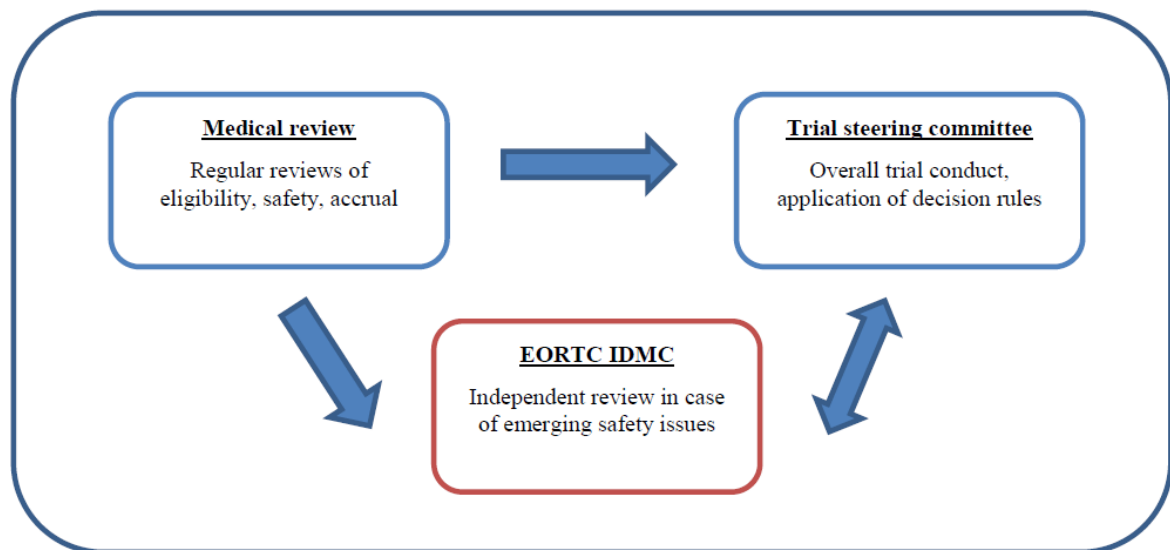 Medical review
Regular reviews of
eligibility, safety, accrual
Trial steering committee
Overall trial conduct,
application of decision rules
EORTC IDMC
Independent review in case
of emerging safety issues